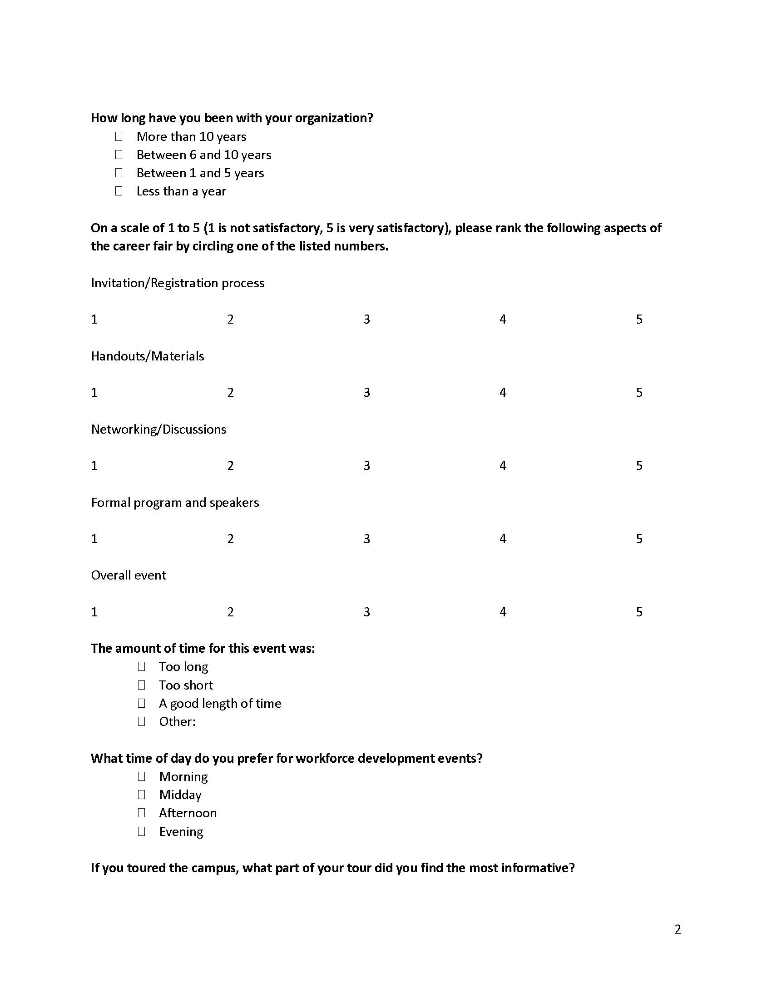 How long have you been with your organization?
More than 10 years
Between 6 and 10 years
Between 1 and 5 years
Less than a year
On a scale of 1 to 5 (1 is not satisfactory, 5 is very satisfactory), please rank the following aspects of
the career fair by circling one of the listed numbers.
Invitation/Registration process
1 2 3 4 5
Handouts/Materials
1 2 3 4 5
Networking/Discussions
1 2 3 4 5
Formal program and speakers
1 2 3 4 5
Overall event
1 2 3 4 5
The amount of time for this event was:
Too long
Too short
A good length of time
Other:
What time of day do you prefer for workforce development events?
Morning
Midday
Afternoon
Evening
If you toured the campus, what part of your tour did you find the most informative?
2